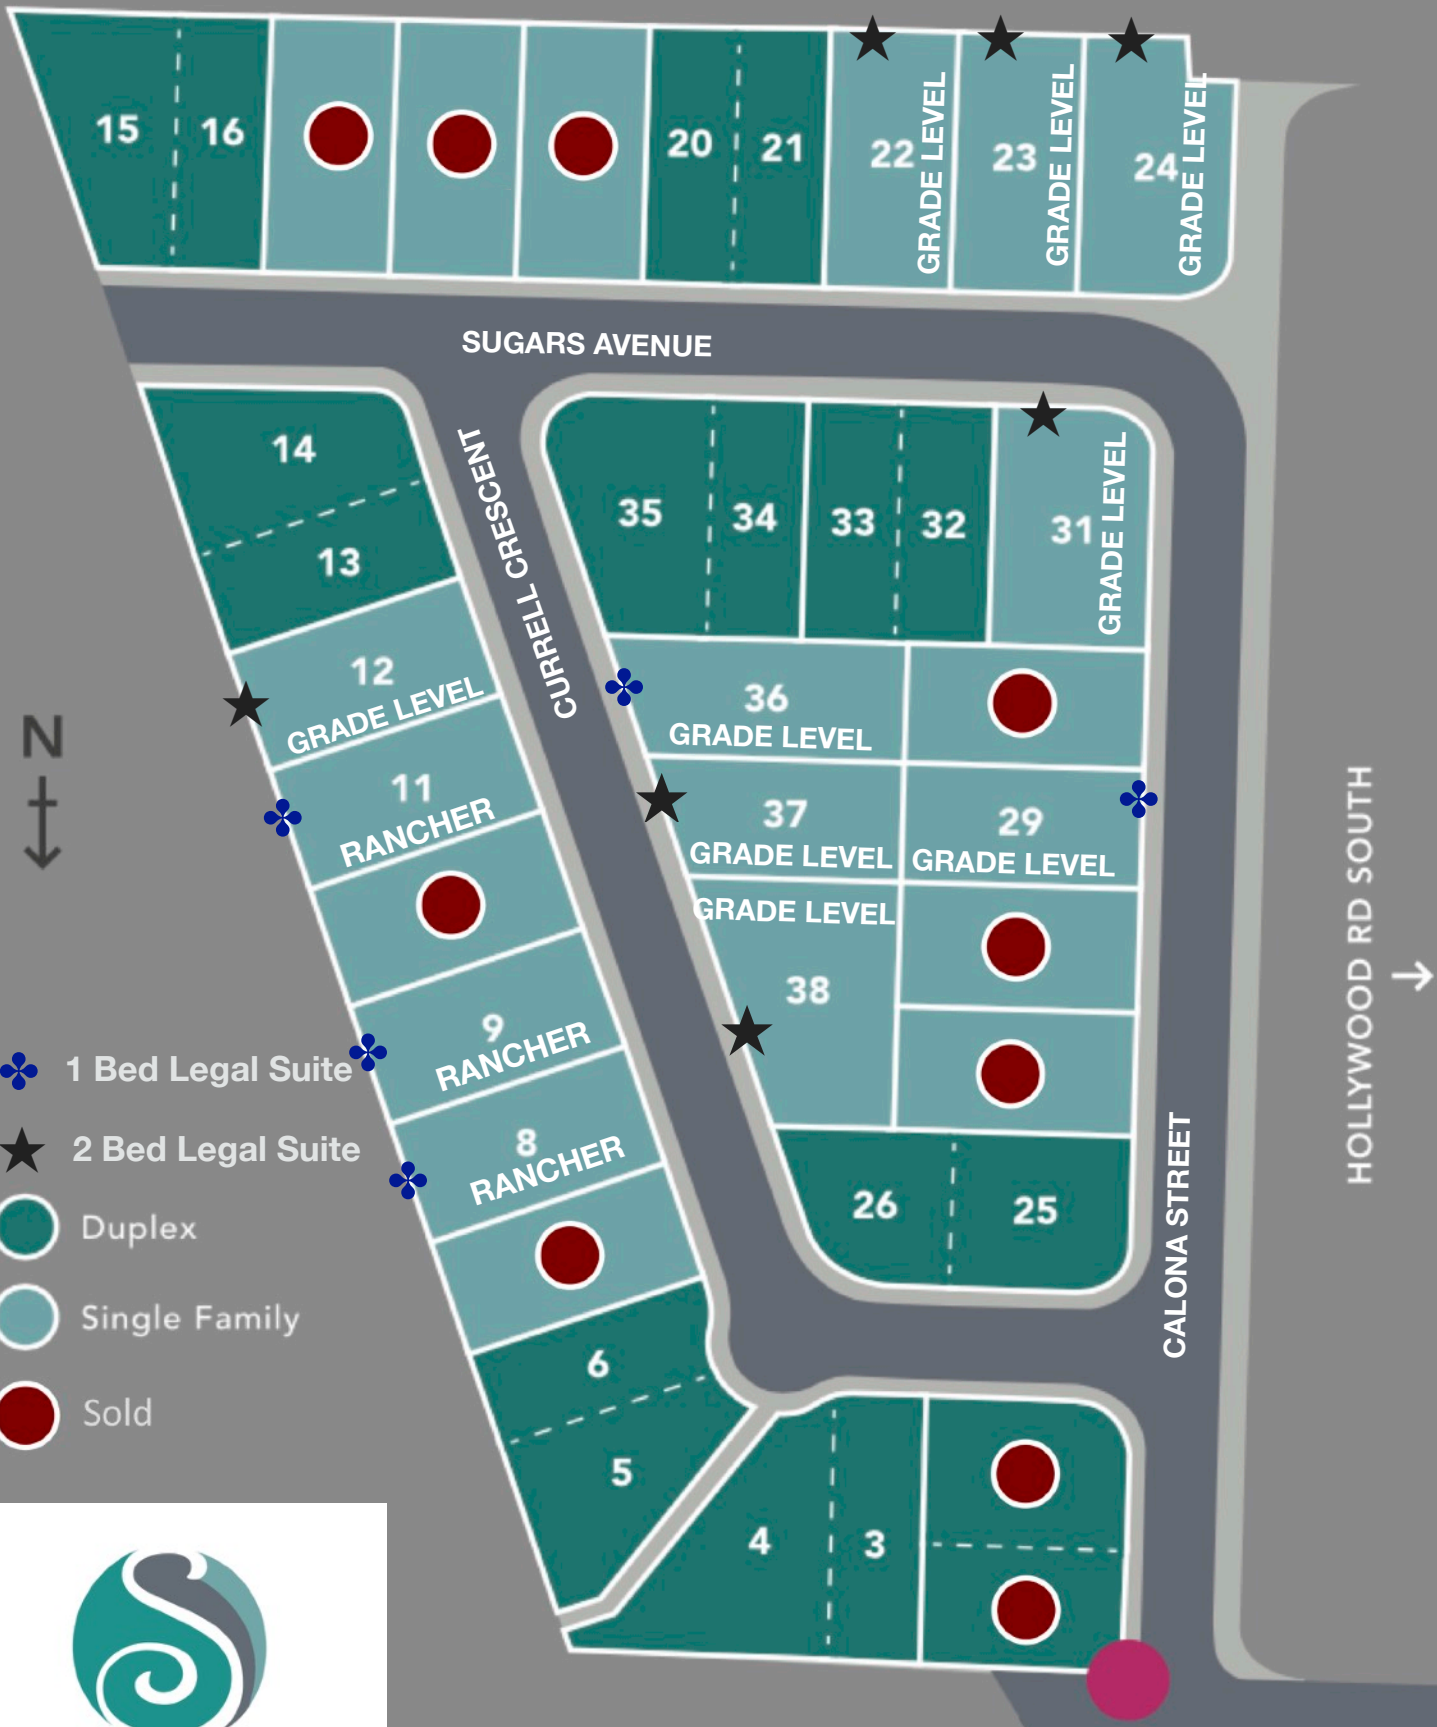 15
16
20
21
22
GRADE LEVEL
23
GRADE LEVEL
24
GRADE LEVEL
SUGARS AVENUE
CURRELL CRESCENT
14
13
12
GRADE LEVEL
11
RANCHER
9
RANCHER
8
RANCHER
6
5
35
34
33
32
31
GRADE LEVEL
36
GRADE LEVEL
37
GRADE LEVEL
29
GRADE LEVEL
GRADE LEVEL
38
26
25
4
3
CALONA STREET
HOLLYWOOD RD SOUTH
N
1 Bed Legal Suite
2 Bed Legal Suite
Duplex
Single Family
Sold